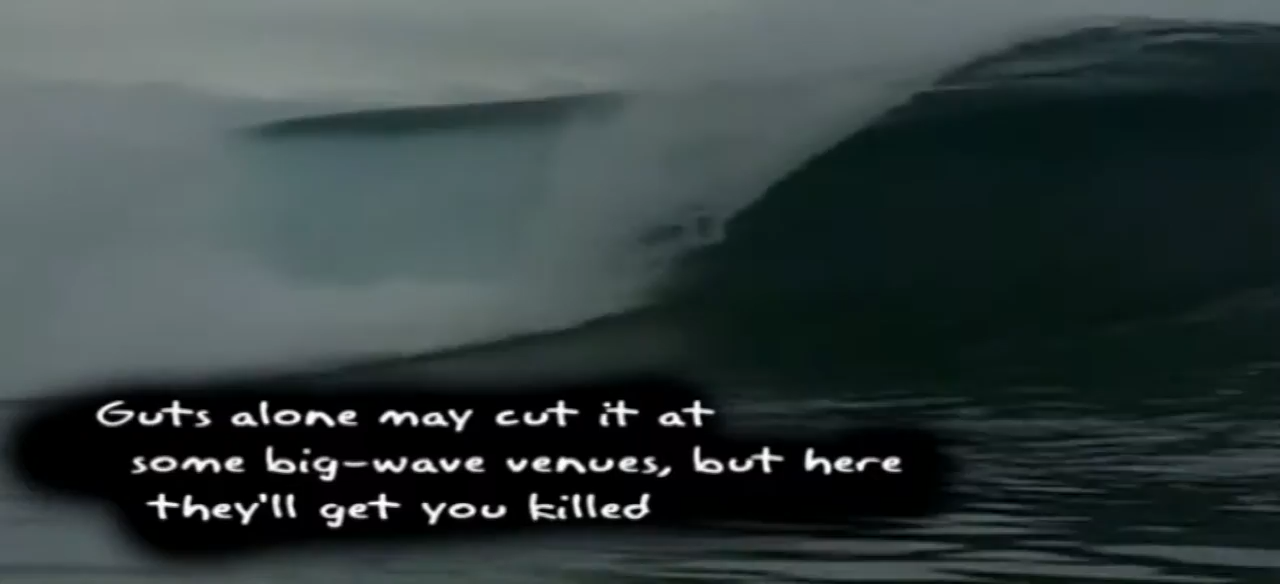 Guts alone may cut it at
some big-wave venues, but here
they'll get you killed